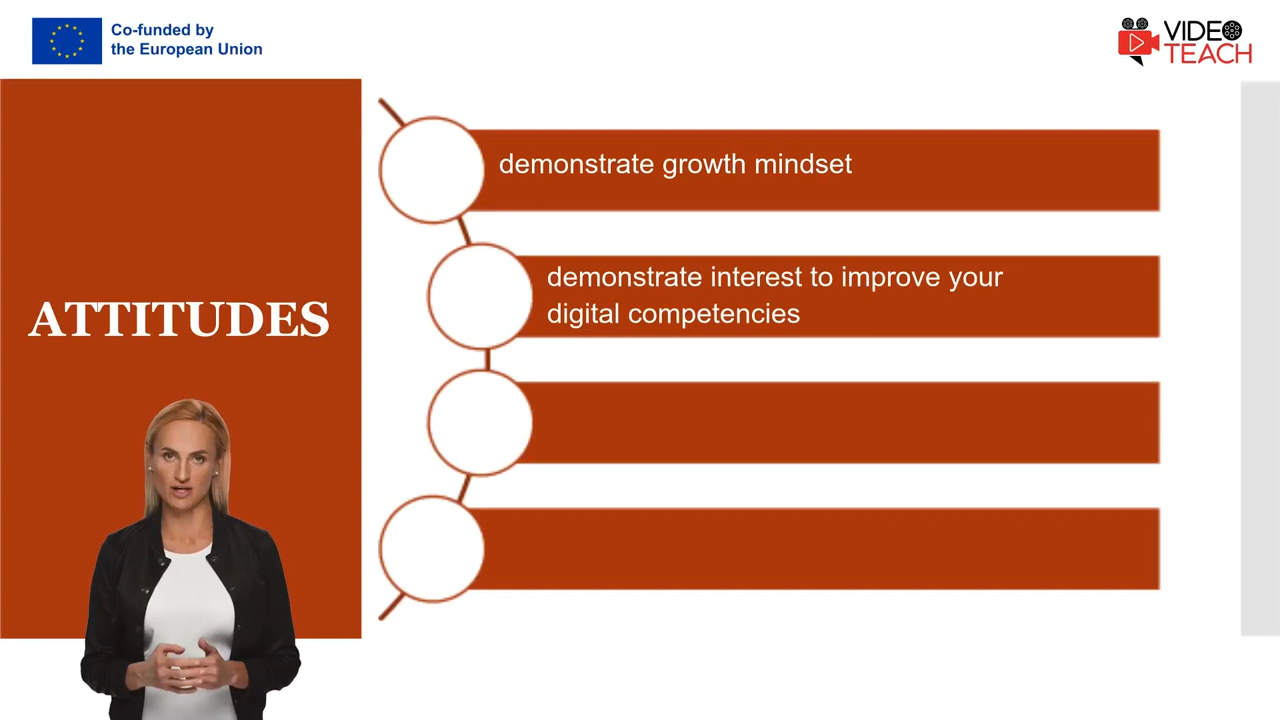 Co-funded by
the European Union
VIDEO
TEACH
demonstrate growth mindset
demonstrate interest to improve your
digital competencies
ATTITUDES